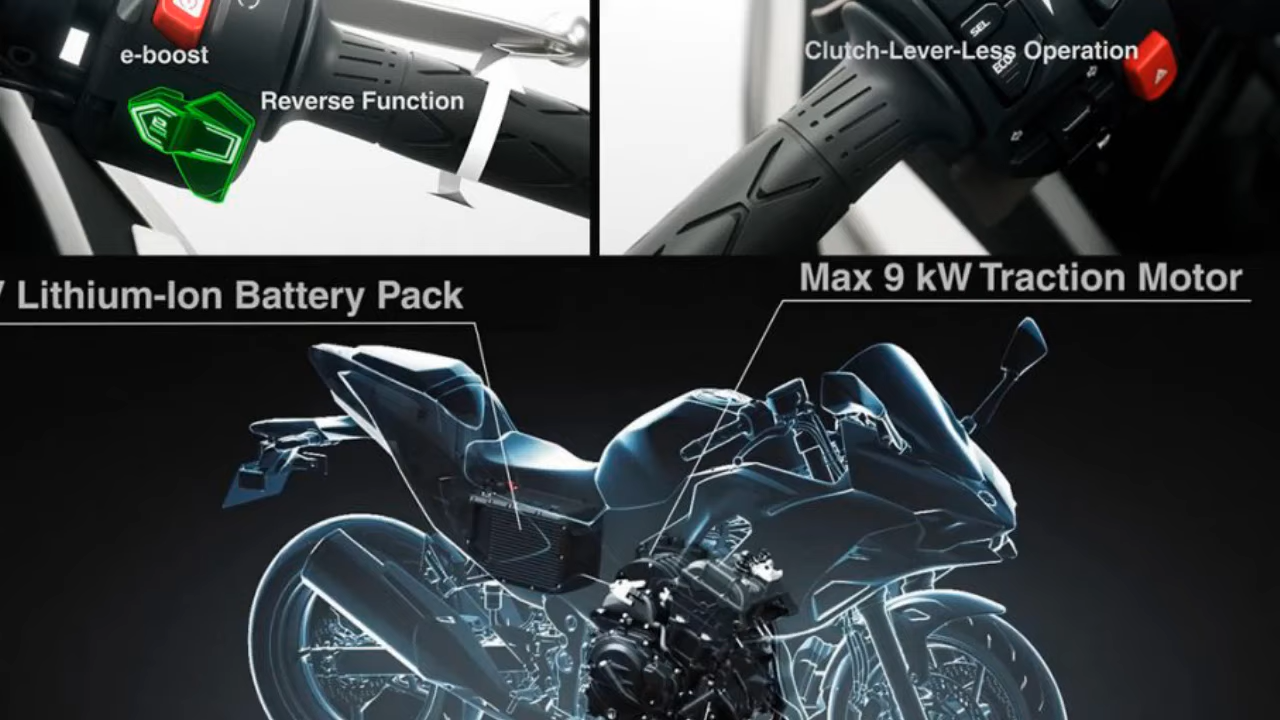 e-boost
Reverse Function
SEL
ECO
Clutch-Lever-Less Operation
Lithium-Ion Battery Pack
Max 9 kW Traction Motor